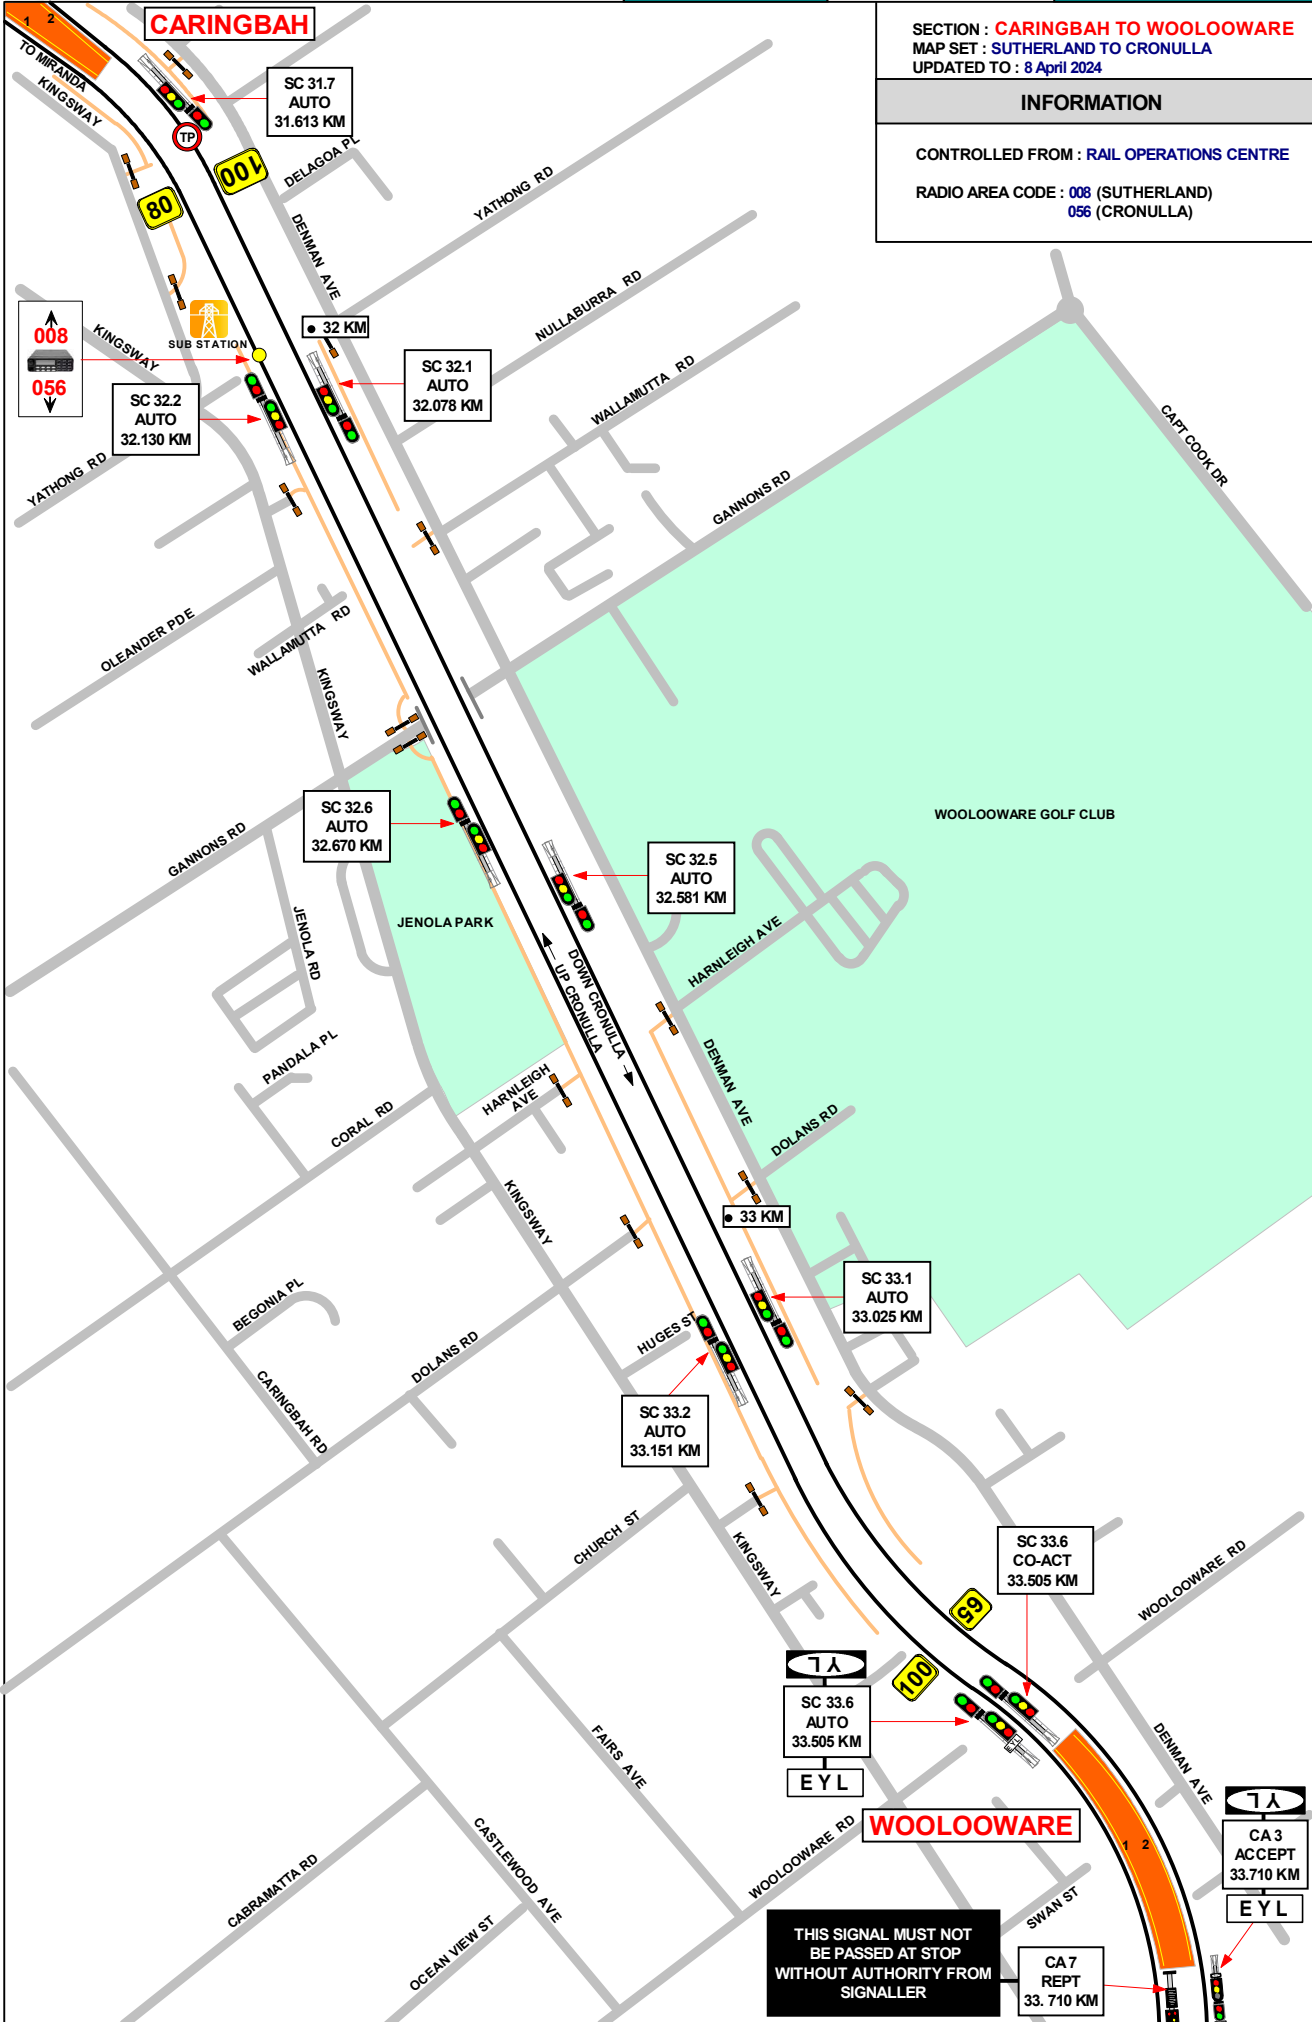 CARINGBAH
SECTION : CARINGBAH TO WOOLOOWARE
MAP SET : SUTHERLAND TO CRONULLA
UPDATED TO : 8 April 2024
INFORMATION
CONTROLLED FROM : RAIL OPERATIONS CENTRE
RADIO AREA CODE : 008 (SUTHERLAND)
056 (CRONULLA)
1 2
TO MIRANDA
KINGSWAY
SC 31.7
AUTO
31.613 KM
TP
100
80
DELAGOA PL
YATHONG RD
DENMAN AVE
NULLABURRA RD
WALLAMUTTA RD
008
056
KINGSWAY
SUB STATION
32 KM
SC 32.1
AUTO
32.078 KM
SC 32.2
AUTO
32.130 KM
YATHONG RD
CAPT COOK DR
GANNONS RD
OLEANDER PDE
WALLAMUTTA RD
KINGSWAY
SC 32.6
AUTO
32.670 KM
WOOLOOWARE GOLF CLUB
GANNONS RD
SC 32.5
AUTO
32.581 KM
JENOLA PARK
JENOLA RD
HARNLEIGH AVE
UP CRONULLA
DOWN CRONULLA
PANDALA PL
CORAL RD
HARNLEIGH
AVE
DENMAN AVE
DOLANS RD
KINGSWAY
33 KM
SC 33.1
AUTO
33.025 KM
BEGONIA PL
HUGES ST
DOLANS RD
CARINGBAH RD
SC 33.2
AUTO
33.151 KM
CHURCH ST
KINGSWAY
SC 33.6
CO-ACT
33.505 KM
WOOLOOWARE RD
65
100
YL
SC 33.6
AUTO
33.505 KM
EYL
FAIRS AVE
DENMAN AVE
WOOLOOWARE
1 2
YL
CA 3
ACCEPT
33.710 KM
EYL
CABRAMATTA RD
CASTLEWOOD AVE
WOOLOOWARE RD
SWAN ST
OCEAN VIEW ST
THIS SIGNAL MUST NOT
BE PASSED AT STOP
WITHOUT AUTHORITY FROM
SIGNALLER
CA 7
REPT
33. 710 KM